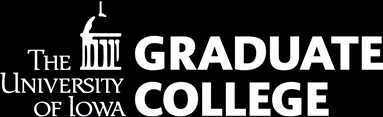 THE
UNIVERSITY
OF IOWA
GRADUATE
COLLEGE